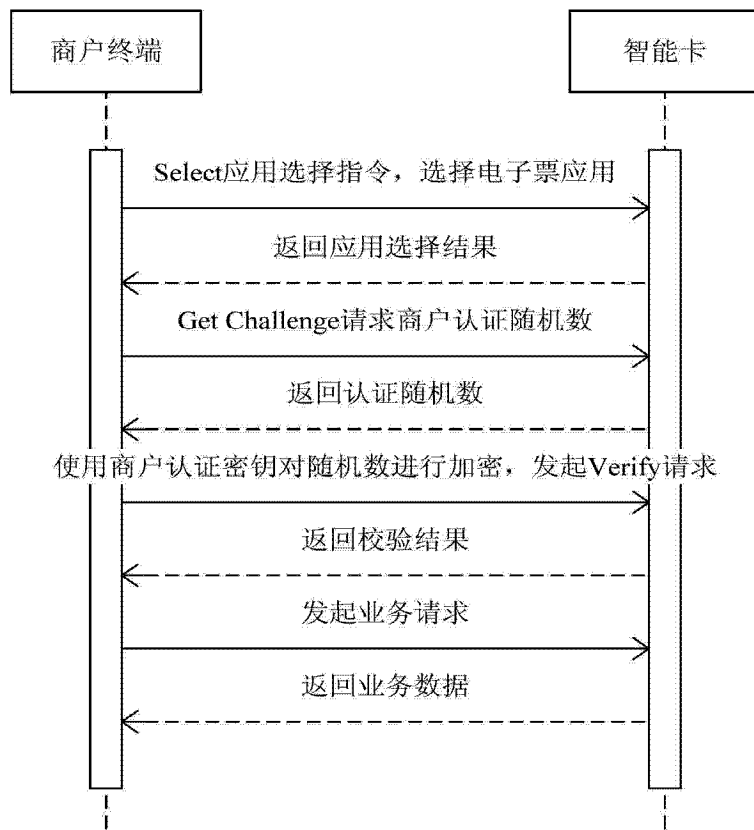 商户终端
智能卡
Select应用选择指令，选择电子票应用
返回应用选择结果
Get Challenge请求商户认证随机数
返回认证随机数
使用商户认证密钥对随机数进行加密，发起Verify请求
返回校验结果
发起业务请求
返回业务数据